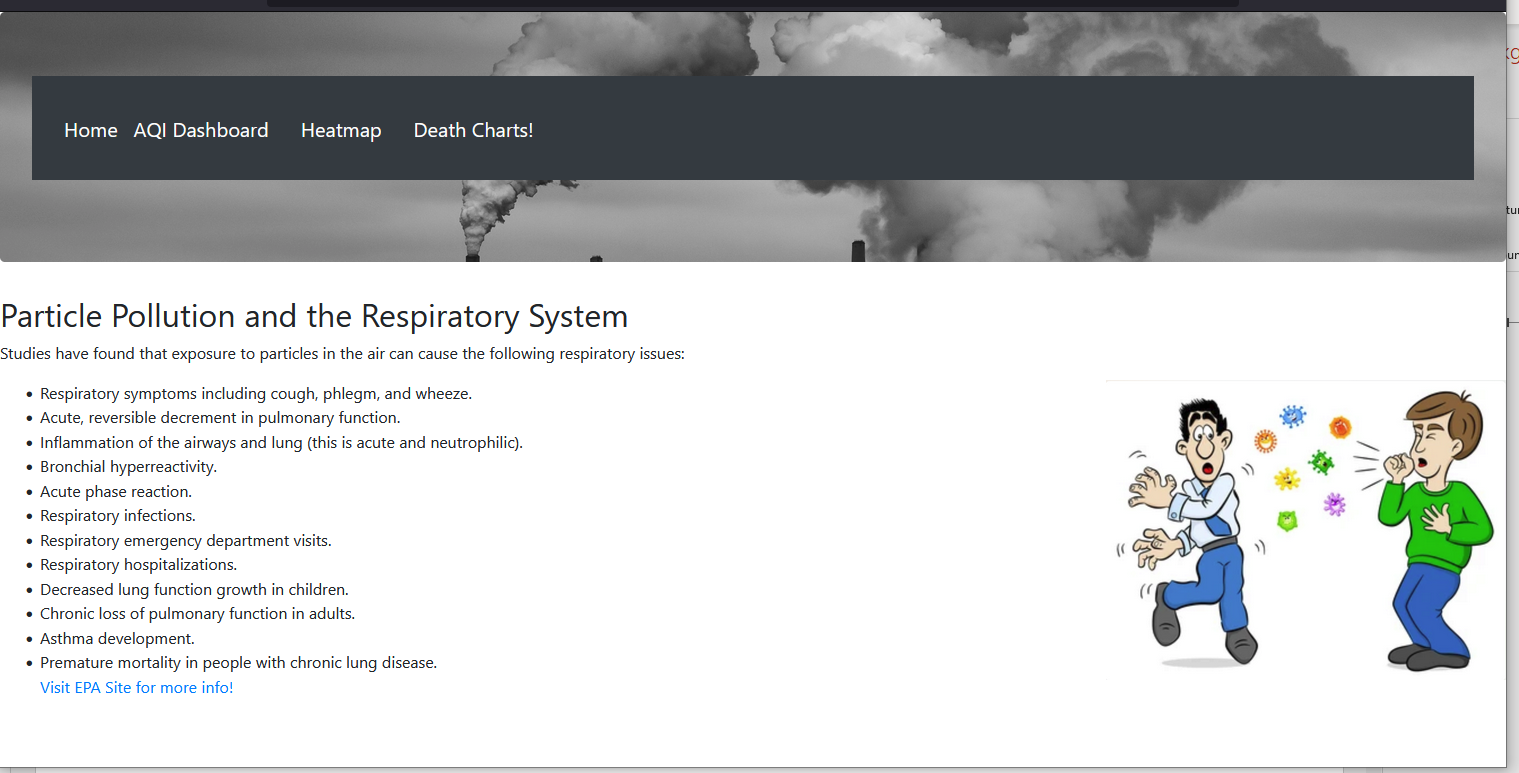 Home AQI Dashboard Heatmap Death Charts!
Particle Pollution and the Respiratory System
Studies have found that exposure to particles in the air can cause the following respiratory issues:
Respiratory symptoms including cough, phlegm, and wheeze.
Acute, reversible decrement in pulmonary function.
Inflammation of the airways and lung (this is acute and neutrophilic).
Bronchial hyperreactivity.
Acute phase reaction.
Respiratory infections.
Respiratory emergency department visits.
Respiratory hospitalizations.
Decreased lung function growth in children.
Chronic loss of pulmonary function in adults.
Asthma development.
Premature mortality in people with chronic lung disease.
Visit EPA Site for more info!